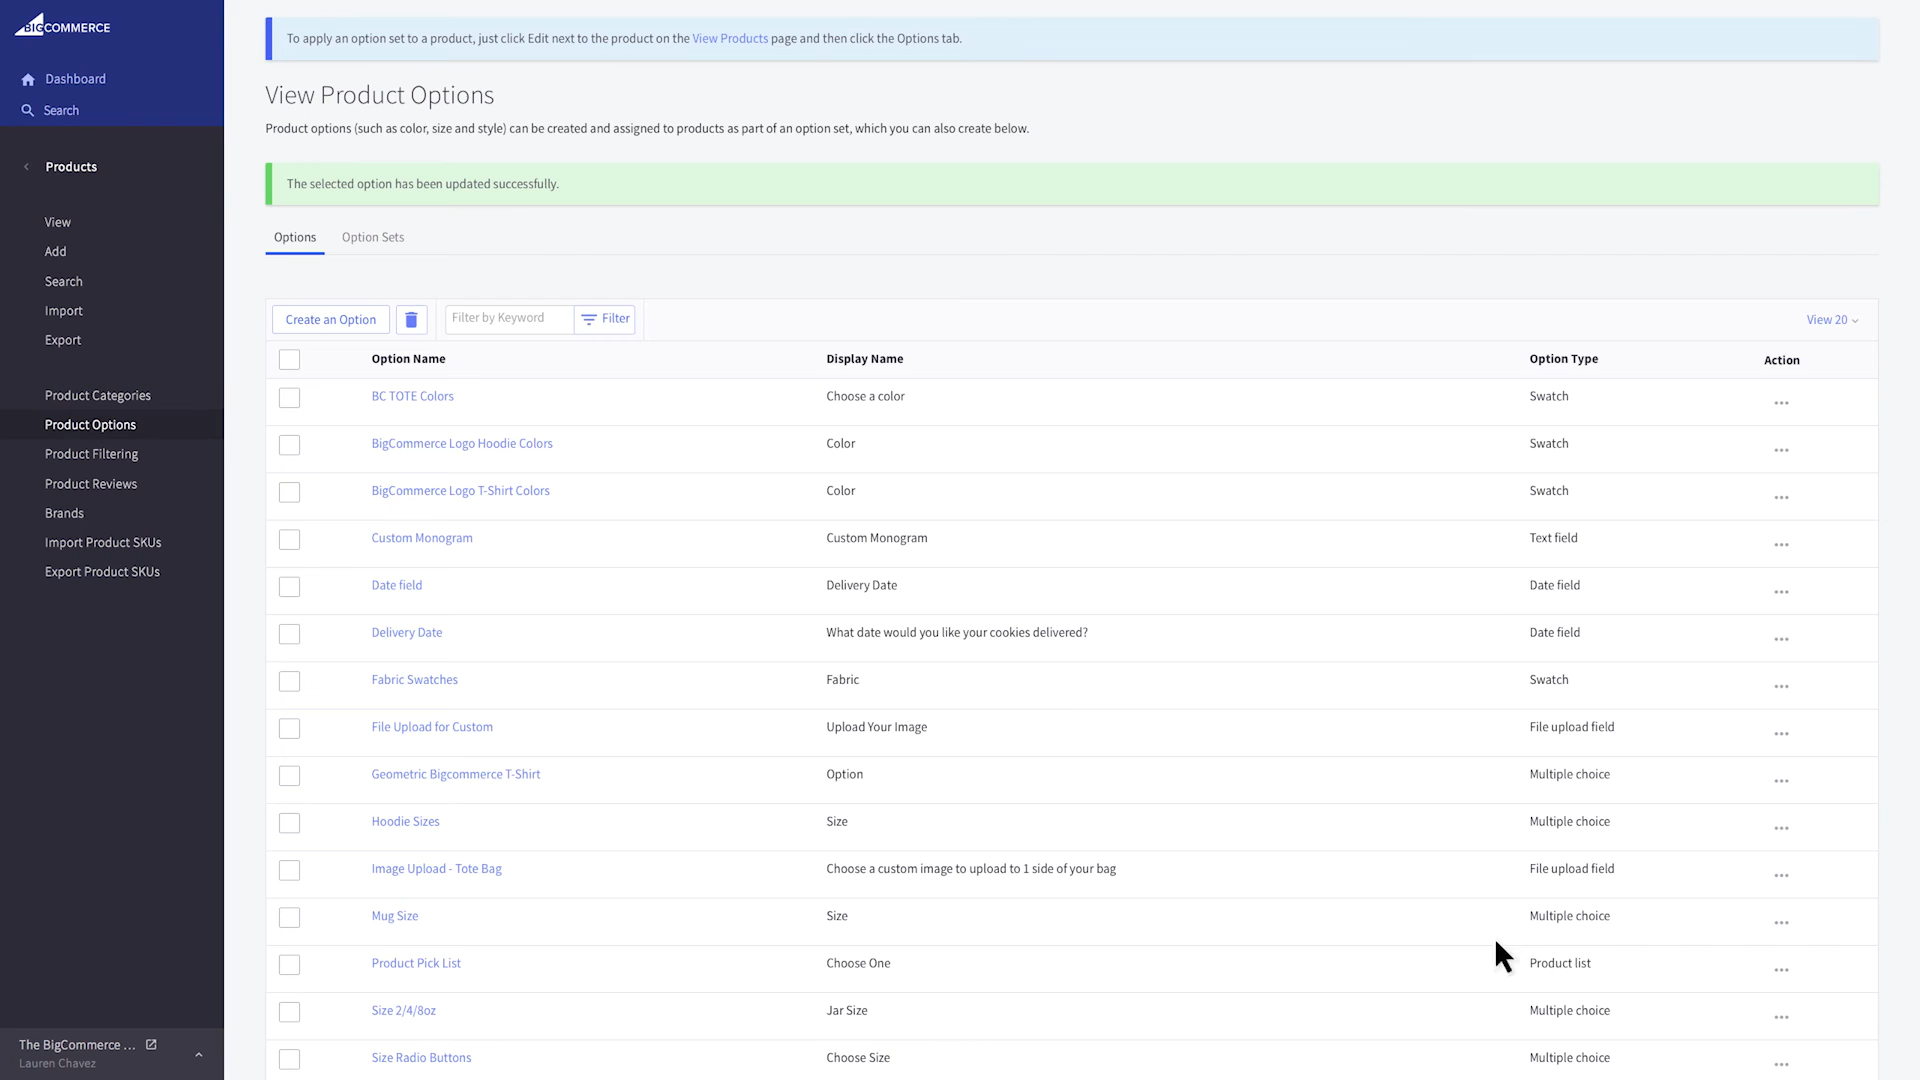 BIGCOMMERCE
Dashboard
Search
Products
View
Add
Search
Import
Export
Product Categories
Product Options
Product Filtering
Product Reviews
Brands
Import Product SKUs
Export Product SKUs
The BigCommerce ...
Lauren Chavez
To apply an option set to a product, just click Edit next to the product on the View Products page and then click the Options tab.
View Product Options
Product options (such as color, size and style) can be created and assigned to products as part of an option set, which you can also create below.
The selected option has been updated successfully.
Options Option Sets
Create an Option Filter by Keyword Filter View 20
Option Name Display Name Option Type Action
BC TOTE Colors Choose a color Swatch
BigCommerce Logo Hoodie Colors Color Swatch
BigCommerce Logo T-Shirt Colors Color Swatch
Custom Monogram Custom Monogram Text field
Date field Delivery Date Date field
Delivery Date What date would you like your cookies delivered? Date field
Fabric Swatches Fabric Swatch
File Upload for Custom Upload Your Image File upload field
Geometric Bigcommerce T-Shirt Option Multiple choice
Hoodie Sizes Size Multiple choice
Image Upload - Tote Bag Choose a custom image to upload to 1 side of your bag File upload field
Mug Size Size Multiple choice
Product Pick List Choose One Product list
Size 2/4/8oz Jar Size Multiple choice
Size Radio Buttons Choose Size Multiple choice